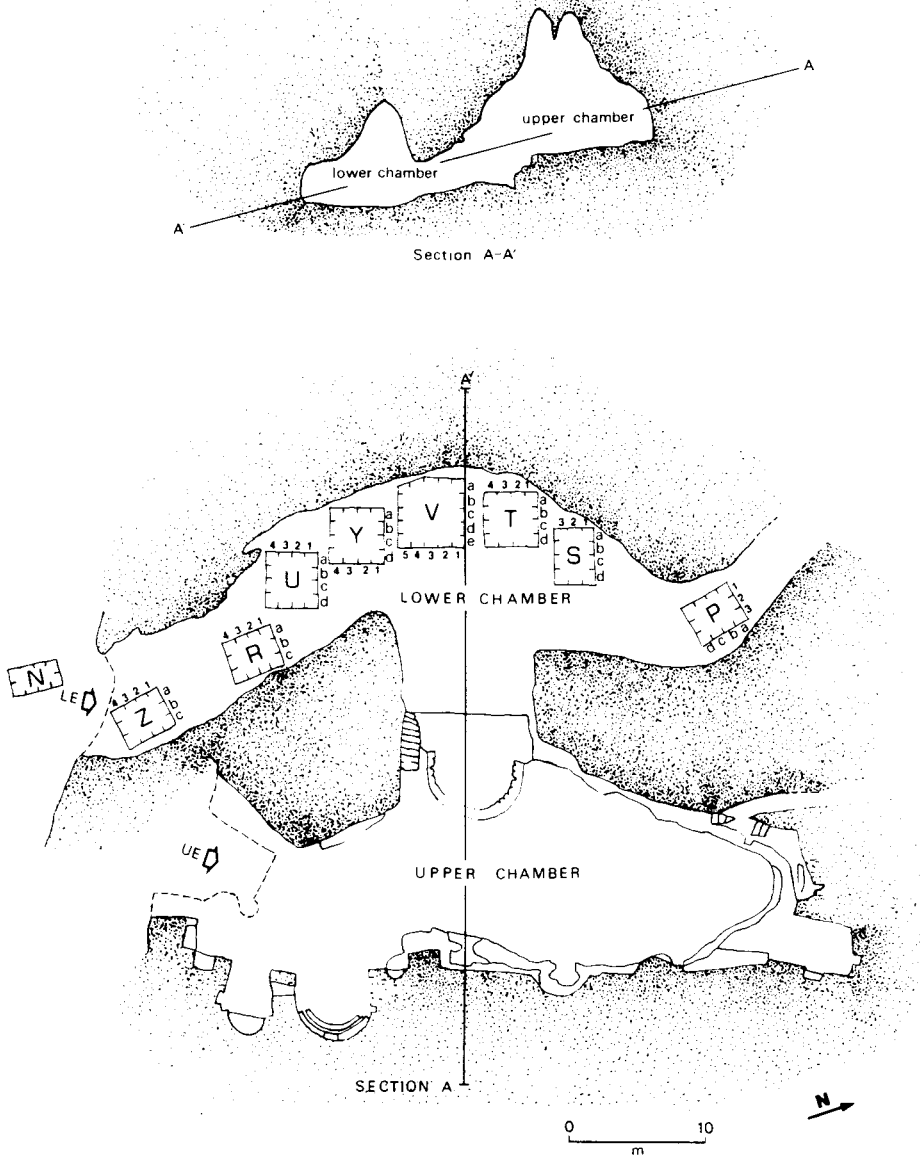 A
upper chamber
lower chamber
A
Section A-A'
A'
4 3 2 1
a
b
c
d
e
V
5 4 3 2 1
4 3 2 1
a
b
c
d
T
Y
a
b
c
d
4 3 2 1
3 2 1
a
b
c
d
S
4 3 2 1
a
b
c
d
U
LOWER CHAMBER
P
1
2
3
d c b a
4 3 2 1
a
b
c
R
N
LE
4 3 2 1
a
b
c
Z
UE
UPPER CHAMBER
SECTION A
N
0 10
m